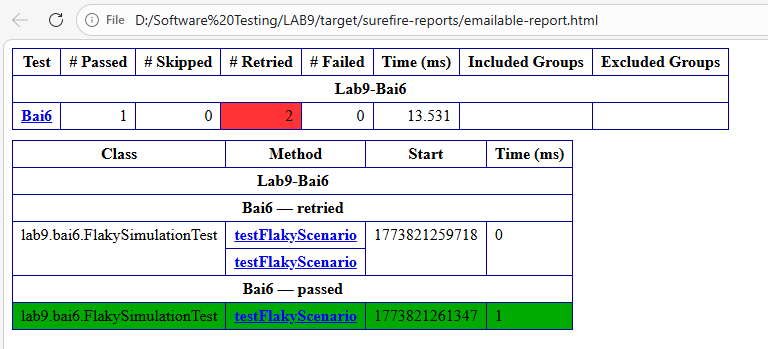 File D:/Software%20Testing/LAB9/target/surefire-reports/emailable-report.html
Test # Passed # Skipped # Retried # Failed Time (ms) Included Groups Excluded Groups
Lab9-Bai6
Bai6 1 0 2 0 13.531
Class Method Start Time (ms)
Lab9-Bai6
Bai6 — retried
lab9.bai6.FlakySimulationTest testFlakyScenario 1773821259718 0
testFlakyScenario
Bai6 — passed
lab9.bai6.FlakySimulationTest testFlakyScenario 1773821261347 1